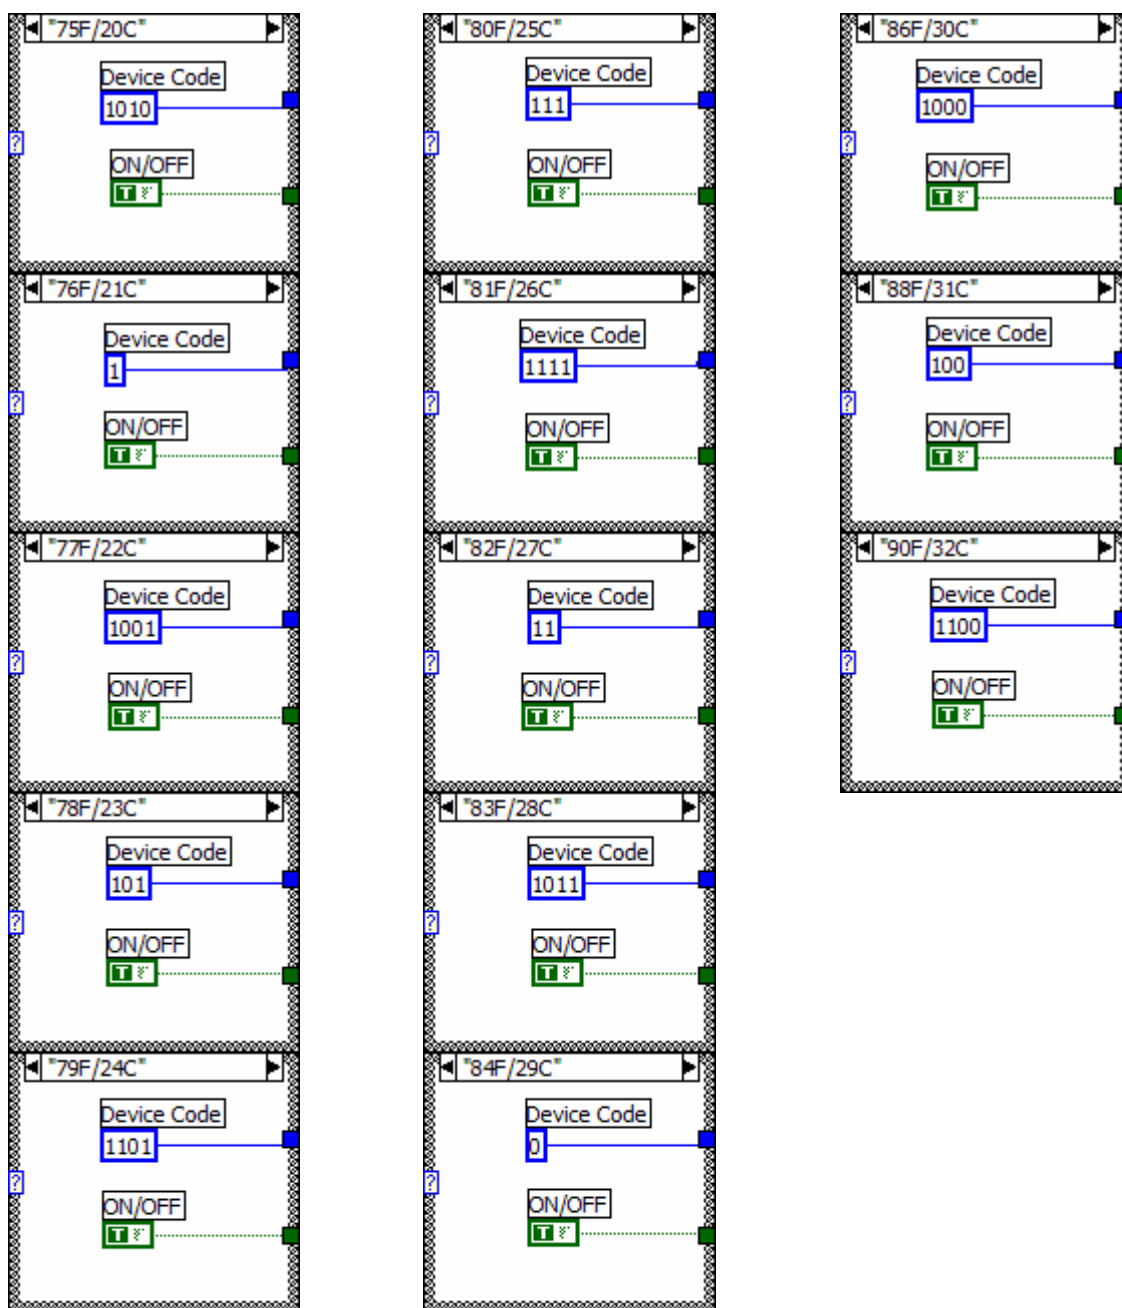 "75F/20C"
Device Code
1010
?
ON/OFF
T
"76F/21C"
Device Code
1
?
ON/OFF
T
"77F/22C"
Device Code
1001
?
ON/OFF
T
"78F/23C"
Device Code
101
?
ON/OFF
T
"79F/24C"
Device Code
1101
?
ON/OFF
T
"80F/25C"
Device Code
111
?
ON/OFF
T
"81F/26C"
Device Code
1111
?
ON/OFF
T
"82F/27C"
Device Code
11
?
ON/OFF
T
"83F/28C"
Device Code
1011
?
ON/OFF
T
"84F/29C"
Device Code
0
?
ON/OFF
T
"86F/30C"
Device Code
1000
?
ON/OFF
T
"88F/31C"
Device Code
100
?
ON/OFF
T
"90F/32C"
Device Code
1100
?
ON/OFF
T